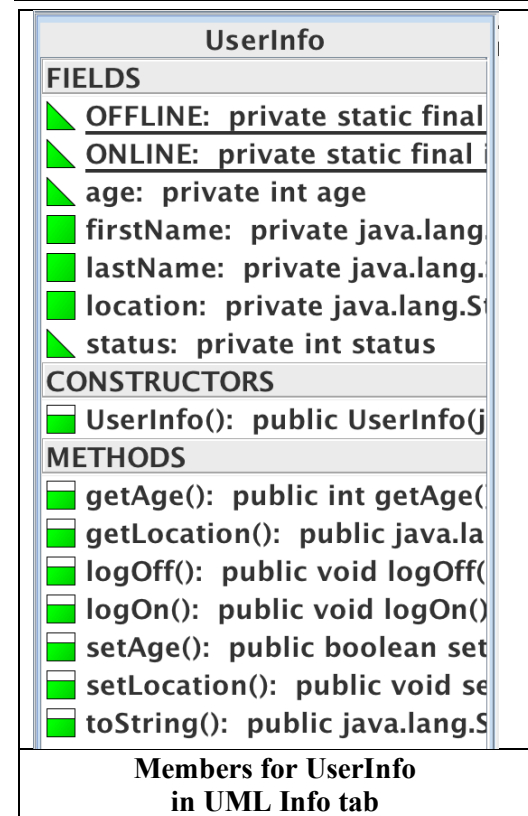 UserInfo
FIELDS
OFFLINE: private static final
ONLINE: private static final i
age: private int age
firstName: private java.lang.
lastName: private java.lang.
location: private java.lang.St
status: private int status
CONSTRUCTORS
UserInfo(): public UserInfo(j
METHODS
getAge(): public int getAge()
getLocation(): public java.la
logOff(): public void logOff(
logOn(): public void logOn()
setAge(): public boolean set
setLocation(): public void se
toString(): public java.lang.S
Members for UserInfo
in UML Info tab